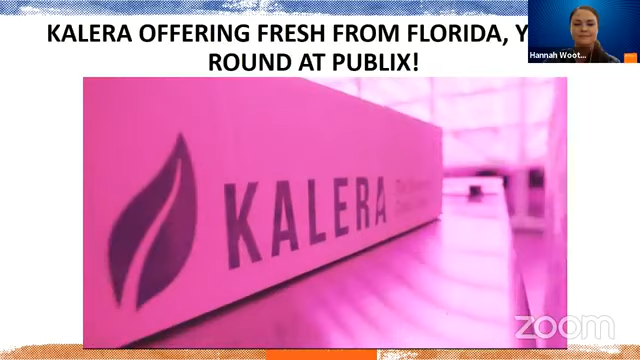 KALERA OFFERING FRESH FROM FLORIDA, Y
ROUND AT PUBLIX!
Hannah Woot...
KALERA
zoom